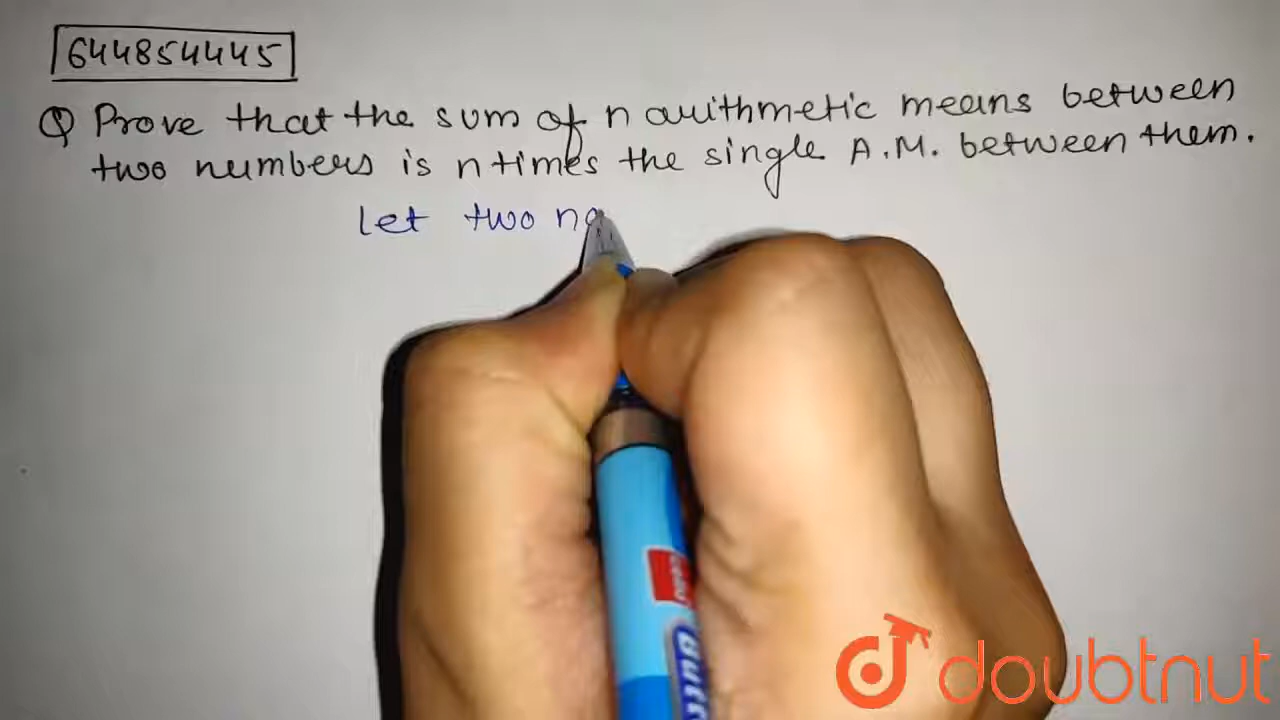 644854445
Q Prove that the sum of n arithmetic means between
two numbers is n times the single A.M. between them.
let two no
doubtnut